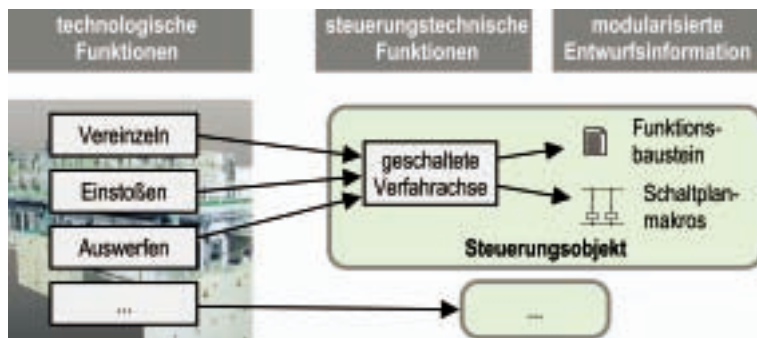 technologische
Funktionen
steuerungstechnische
Funktionen
modularisierte
Entwurfsinformation
Vereinzeln
Einstoßen
Auswerfen
...
geschaltete
Verfahrachse
Funktions-
baustein
Schaltplan-
makros
Steuerungsobjekt
...